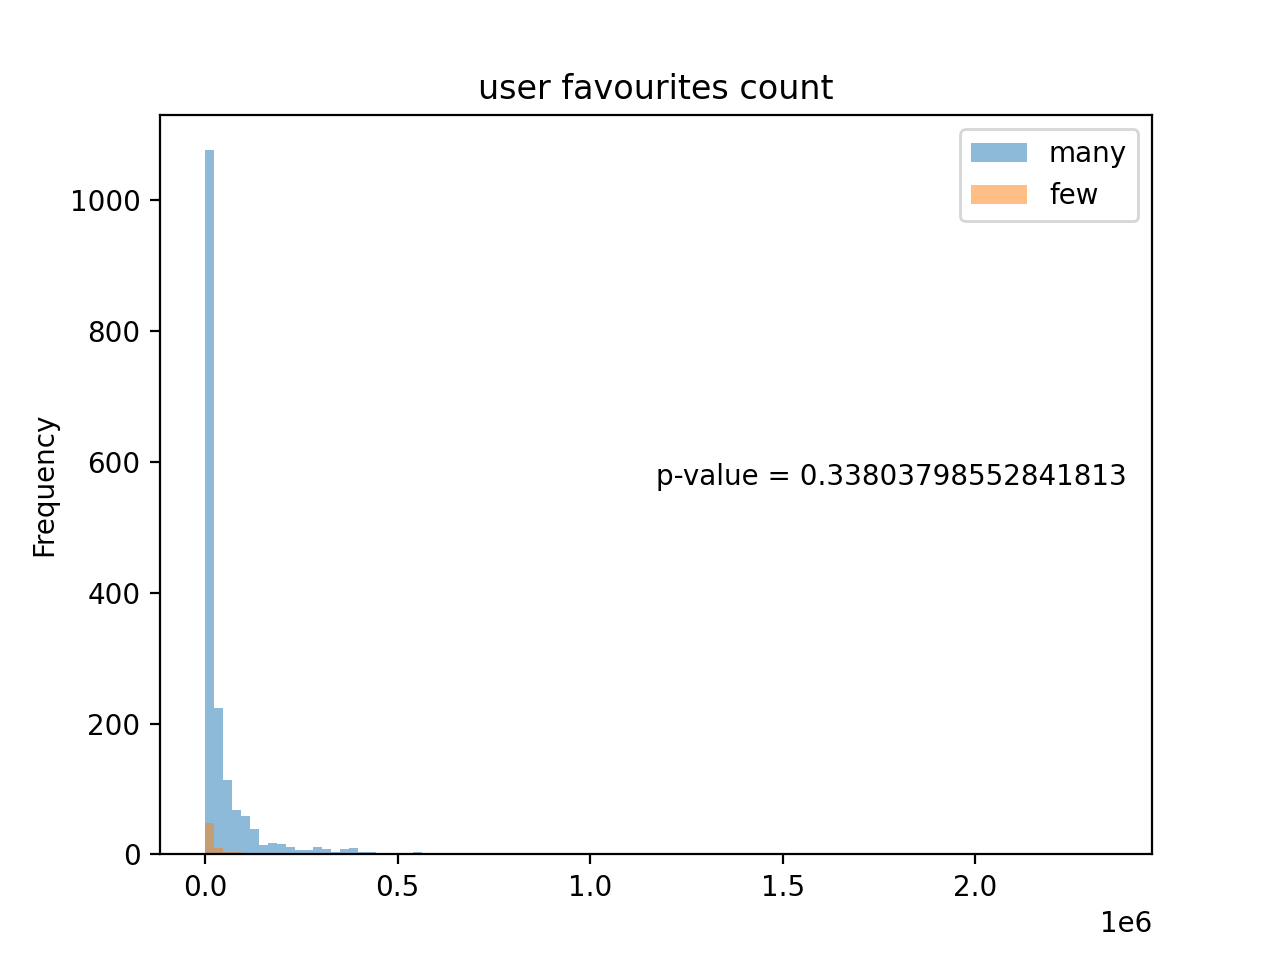 user favourites count
many
few
1000
800
600
400
200
0
Frequency
p-value = 0.33803798552841813
0.0 0.5 1.0 1.5 2.0
1e6